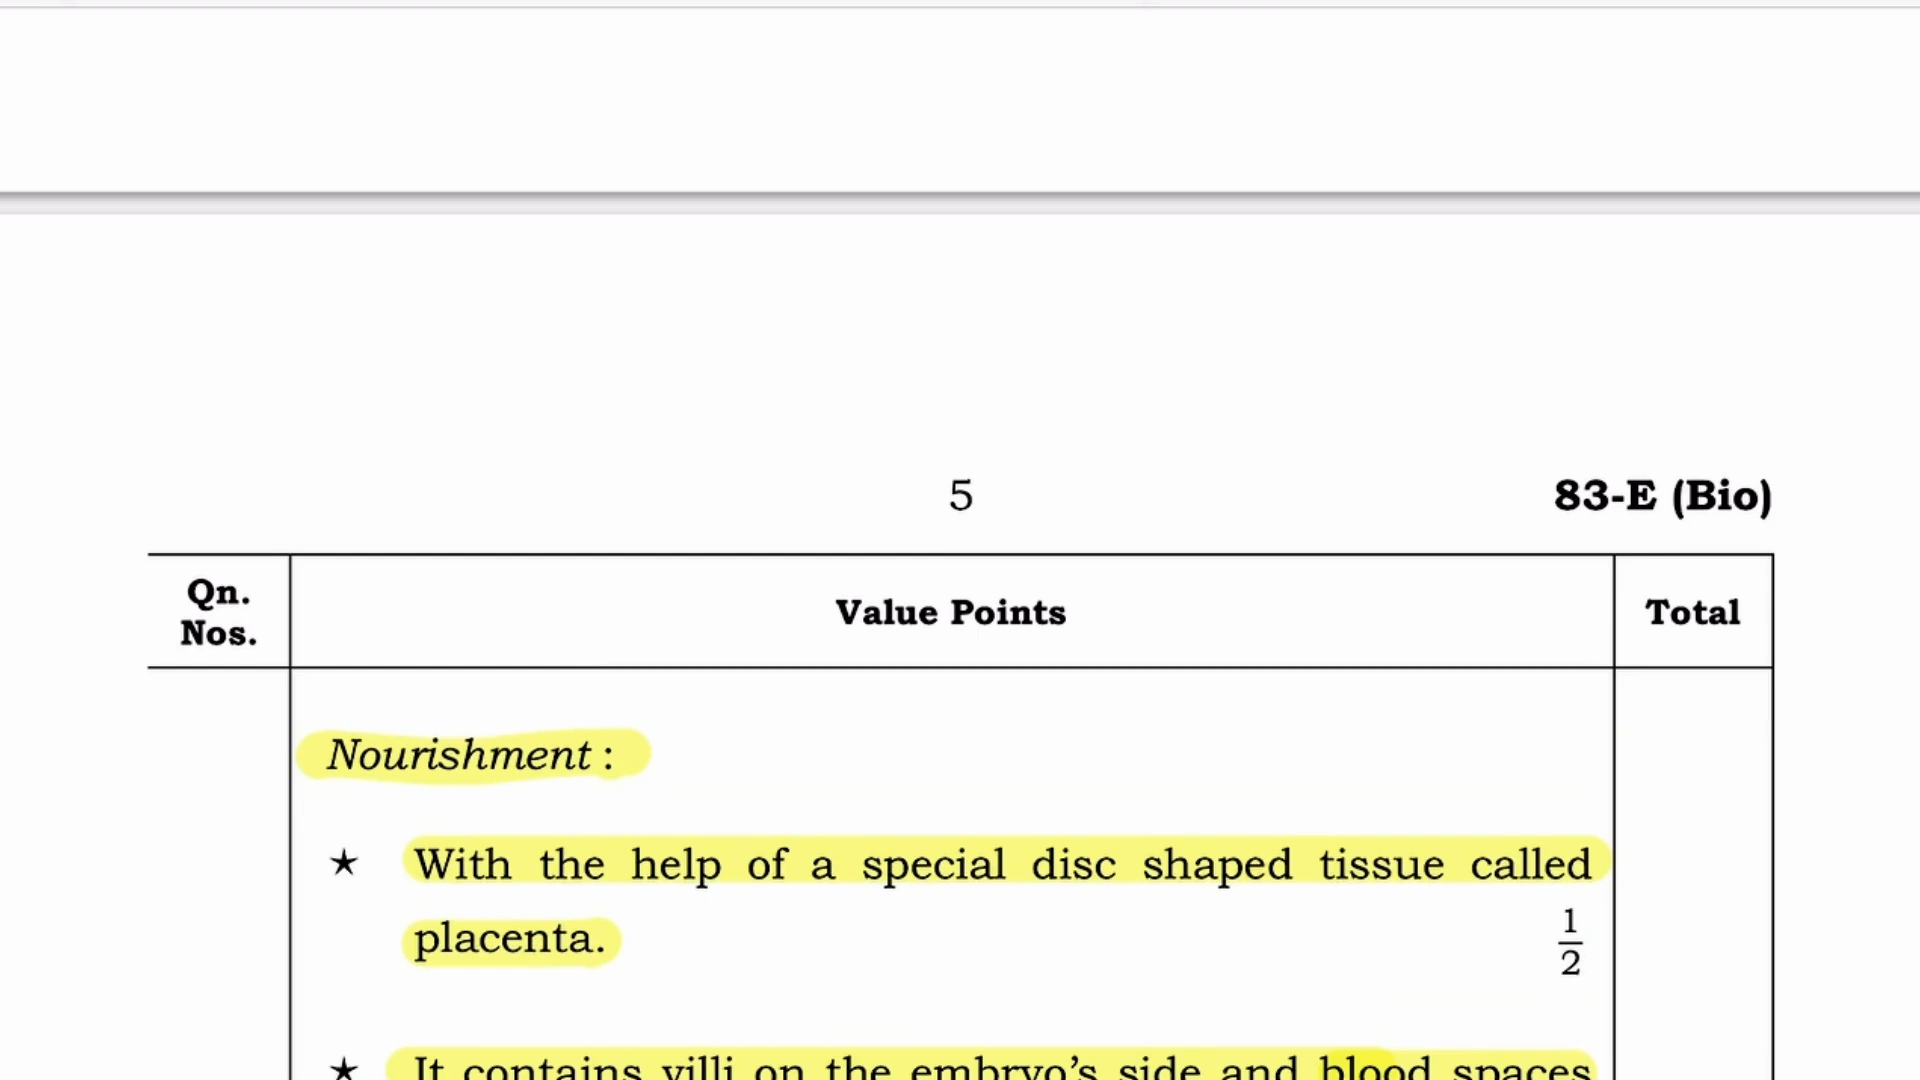 5
83-E (Bio)
Qn.
Nos.
Value Points
Total
Nourishment :
★ With the help of a special disc shaped tissue called
placenta.
1/2
★ It contains villi on the embryo's side and blood spaces